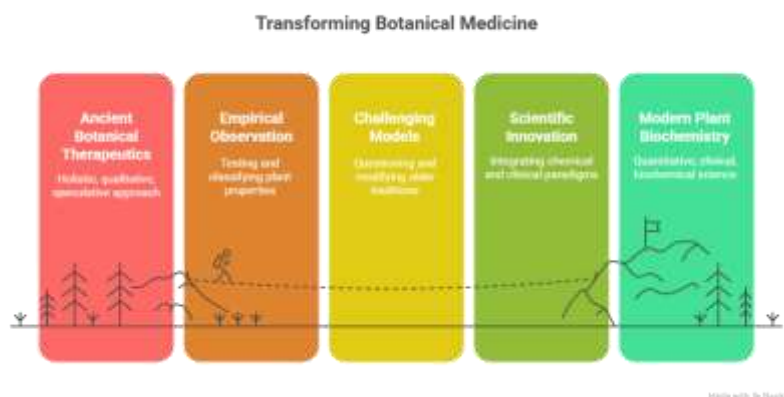 Transforming Botanical Medicine
Ancient
Botanical
Therapeutics
Holistic, qualitative,
speculative approach
Empirical
Observation
Testing and
classifying plant
properties
Challenging
Models
Questioning and
modifying older
traditions
Scientific
Innovation
Integrating chemical
and clinical paradigms
Modern Plant
Biochemistry
Quantitative, clinical,
biochemical science
Made with